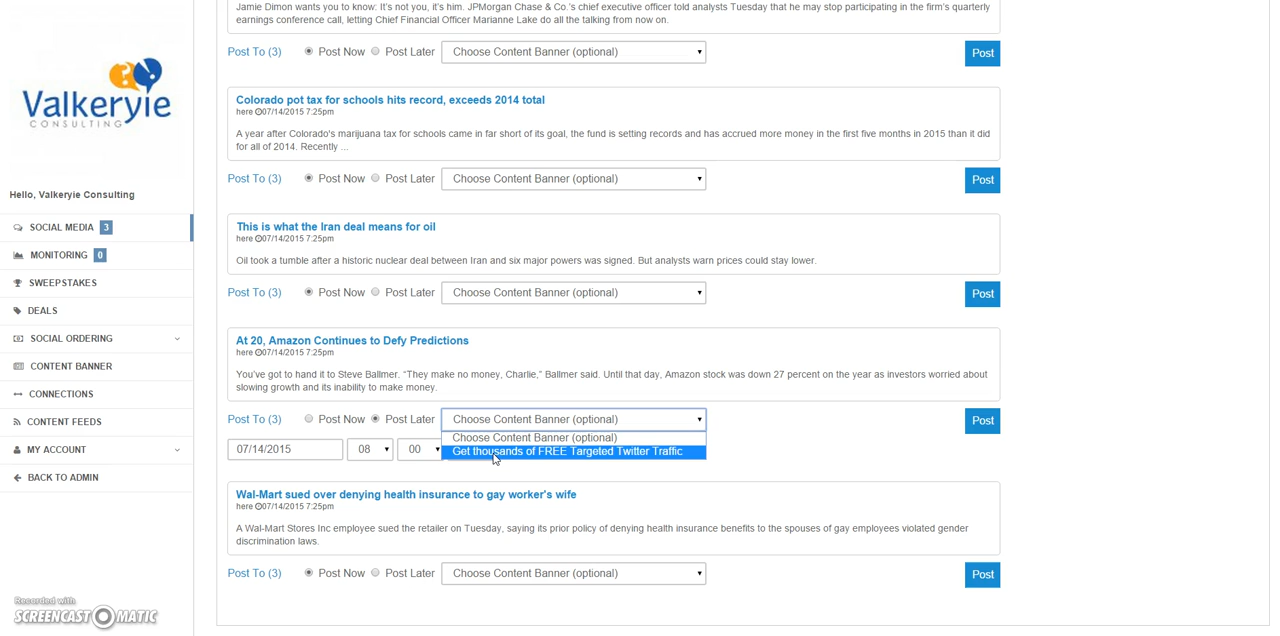 Jamie Dimon wants you to know: It's not you, it's him. JPMorgan Chase & Co.'s chief executive officer told analysts Tuesday that he may stop participating in the firm's quarterly
earnings conference call, letting Chief Financial Officer Marianne Lake do all the talking from now on.
Post To (3) Post Now Post Later Choose Content Banner (optional) Post
Valkeryie
CONSULTING
Colorado pot tax for schools hits record, exceeds 2014 total
here 07/14/2015 7:25pm
A year after Colorado's marijuana tax for schools came in far short of its goal, the fund is setting records and has accrued more money in the first five months in 2015 than it did
for all of 2014. Recently ...
Post To (3) Post Now Post Later Choose Content Banner (optional) Post
Hello, Valkeryie Consulting
SOCIAL MEDIA 3
MONITORING 0
SWEEPSTAKES
DEALS
SOCIAL ORDERING
CONTENT BANNER
CONNECTIONS
CONTENT FEEDS
MY ACCOUNT
BACK TO ADMIN
This is what the Iran deal means for oil
here 07/14/2015 7:25pm
Oil took a tumble after a historic nuclear deal between Iran and six major powers was signed. But analysts warn prices could stay lower.
Post To (3) Post Now Post Later Choose Content Banner (optional) Post
At 20, Amazon Continues to Defy Predictions
here 07/14/2015 7:25pm
You've got to hand it to Steve Ballmer. "They make no money, Charlie," Ballmer said. Until that day, Amazon stock was down 27 percent on the year as investors worried about
slowing growth and its inability to make money.
Post To (3) Post Now Post Later Choose Content Banner (optional) Post
Choose Content Banner (optional)
07/14/2015 08 00 Get thousands of FREE Targeted Twitter Traffic
Wal-Mart sued over denying health insurance to gay worker's wife
here 07/14/2015 7:25pm
A Wal-Mart Stores Inc employee sued the retailer on Tuesday, saying its prior policy of denying health insurance benefits to the spouses of gay employees violated gender
discrimination laws.
Post To (3) Post Now Post Later Choose Content Banner (optional) Post
Recorded with
SCREENCAST MATIC